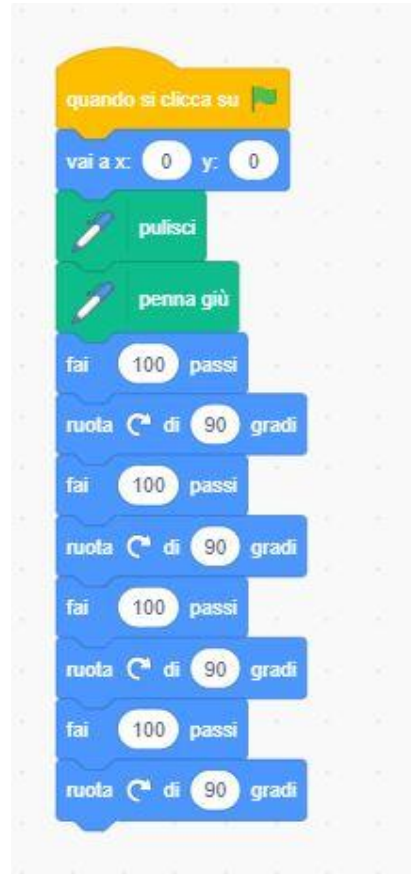 quando si clicca su
vai a x: 0 y: 0
pulisci
penna giù
fai 100 passi
ruota di 90 gradi
fai 100 passi
ruota di 90 gradi
fai 100 passi
ruota di 90 gradi
fai 100 passi
ruota di 90 gradi